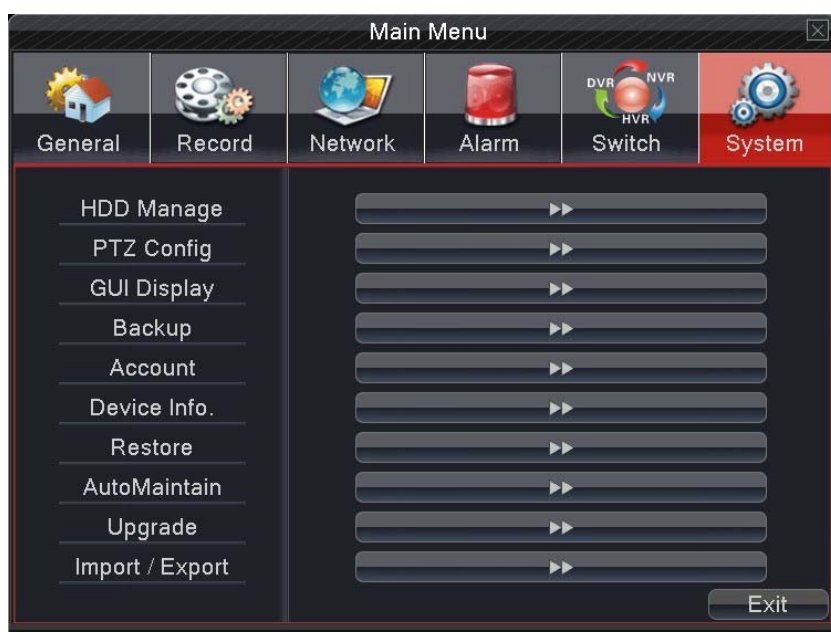 Main Menu
DVR NVR
HVR
General Record Network Alarm Switch System
HDD Manage
PTZ Config
GUI Display
Backup
Account
Device Info.
Restore
AutoMaintain
Upgrade
Import / Export
Exit